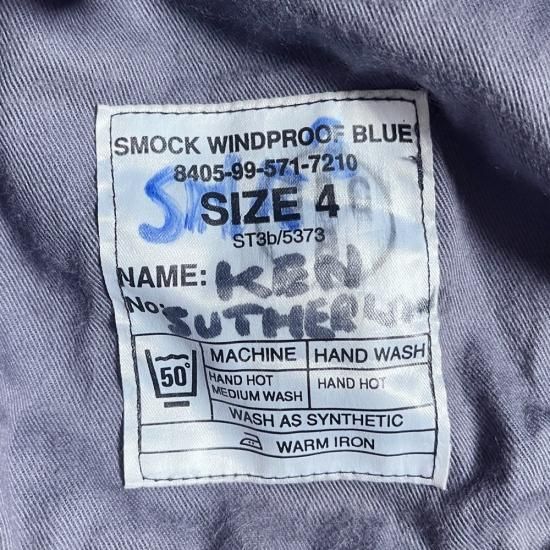 SMOCK WINDPROOF BLUE
8405-99-571-7210
SIZE 4
ST3b/5373
NAME: KEN
No: SUTHERL
50°
MACHINE HAND WASH
HAND HOT MEDIUM WASH HAND HOT
WASH AS SYNTHETIC
WARM IRON